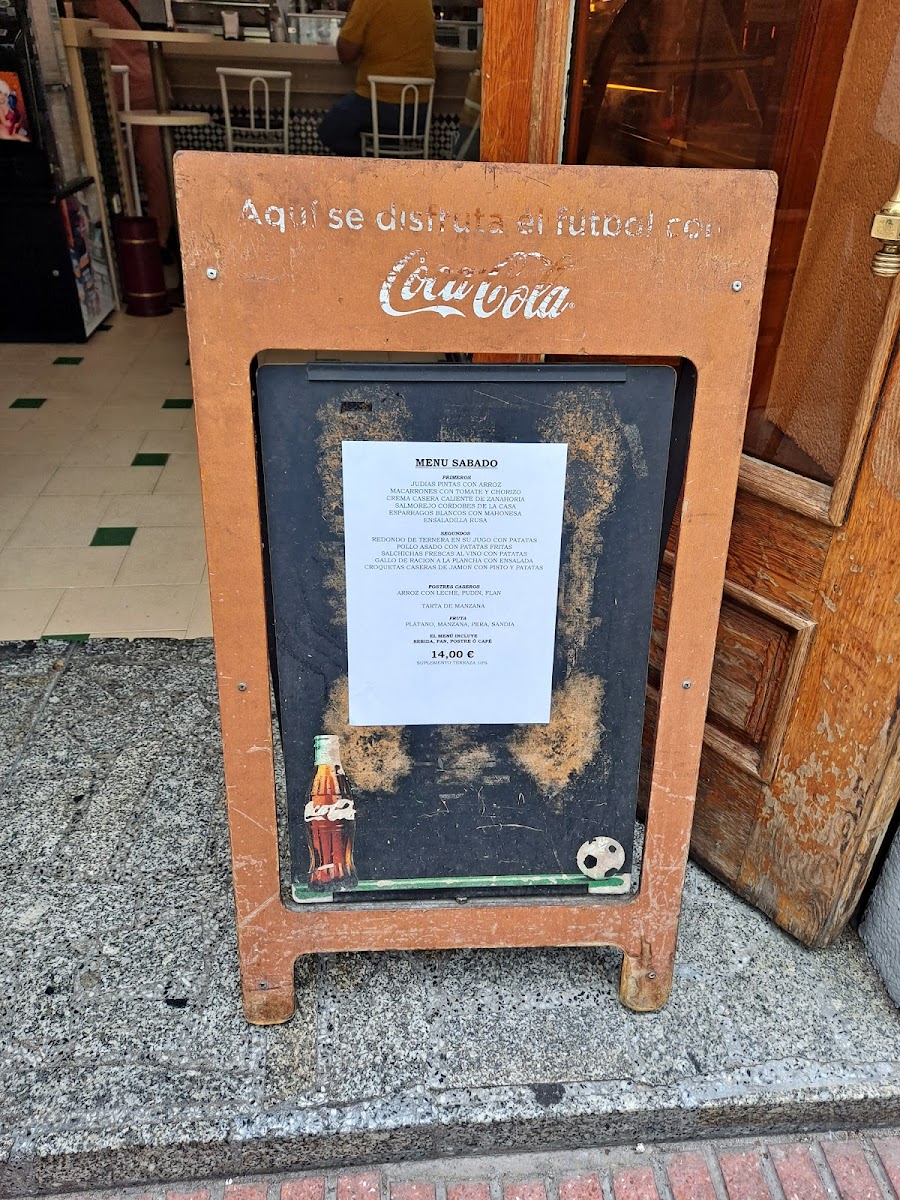 Aquí se disfruta el fútbol con
Coca-Cola
MENU SABADO
PRIMEROS
JUDIAS PINTAS CON ARROZ
MACARRONES CON TOMATE Y CHORIZO
CREMA CASERA CALIENTE DE ZANAHORIA
SALMOREJO CORDOBES DE LA CASA
ESPARRAGOS BLANCOS CON MAHONESA
ENSALADILLA RUSA
SEGUNDOS
REDONDO DE TERNERA EN SU JUGO CON PATATAS
POLLO ASADO CON PATATAS FRITAS
SALCHICHAS FRESCAS AL VINO CON PATATAS
GALLO DE RACION A LA PLANCHA CON ENSALADA
CROQUETAS CASERAS DE JAMON CON PISTO Y PATATAS
POSTRES CASEROS
ARROZ CON LECHE, PUDIN, FLAN
TARTA DE MANZANA
FRUTA
PLATANO, MANZANA, PERA, SANDIA
EL MENU INCLUYE
BEBIDA, PAN, POSTRE Ó CAFÉ
14,00 €
SUPLEMENTO TERRAZA 10%